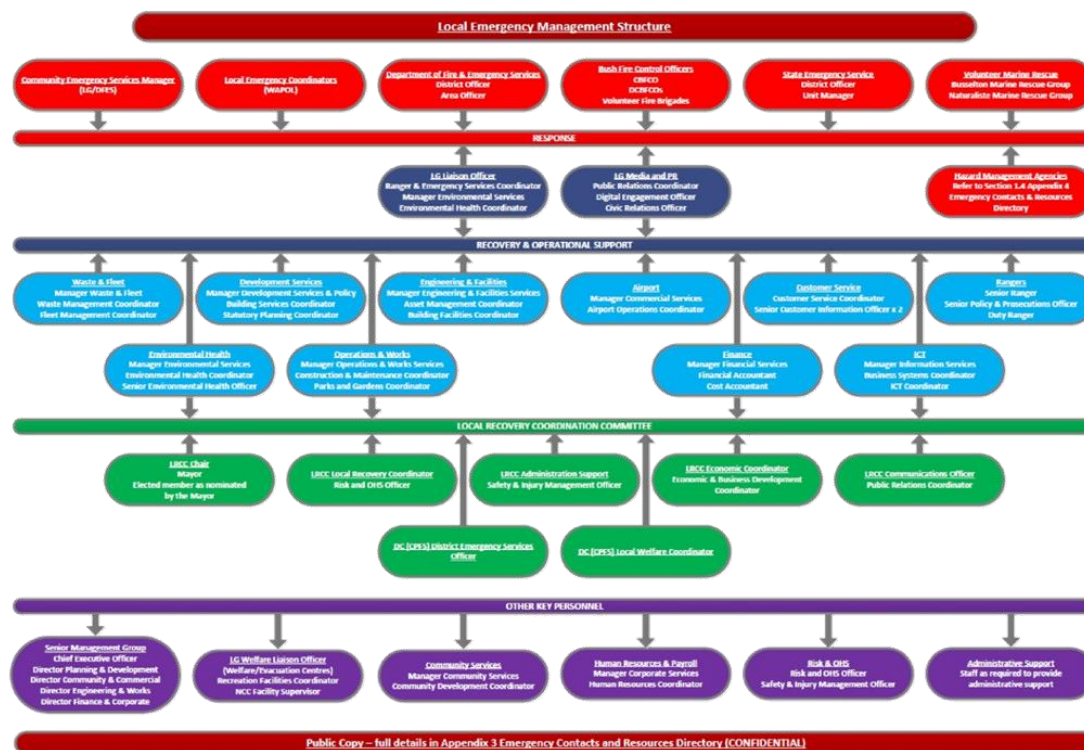 Local Emergency Management Structure
Community Emergency Services Manager
(LG/DFES)
Local Emergency Coordinators
(WAPOL)
Department of Fire & Emergency Services
District Officer
Area Officer
Bush Fire Control Officers
CBFCO
DCBFCOs
Volunteer Fire Brigades
State Emergency Service
District Officer
Unit Manager
Volunteer Marine Rescue
Busselton Marine Rescue Group
Naturaliste Marine Rescue Group
RESPONSE
LG Liaison Officer
Ranger & Emergency Services Coordinator
Manager Environmental Services
Environmental Health Coordinator
LG Media and PR
Public Relations Coordinator
Digital Engagement Officer
Civic Relations Officer
Hazard Management Agencies
Refer to Section 1.4 Appendix 4
Emergency Contacts & Resources
Directory
RECOVERY & OPERATIONAL SUPPORT
Waste & Fleet
Manager Waste & Fleet
Waste Management Coordinator
Fleet Management Coordinator
Development Services
Manager Development Services & Policy
Building Services Coordinator
Statutory Planning Coordinator
Engineering & Facilities
Manager Engineering & Facilities Services
Asset Management Coordinator
Building Facilities Coordinator
Airport
Manager Commercial Services
Airport Operations Coordinator
Customer Service
Customer Service Coordinator
Senior Customer Information Officer x 2
Rangers
Senior Ranger
Senior Policy & Prosecutions Officer
Duty Ranger
Environmental Health
Manager Environmental Services
Environmental Health Coordinator
Senior Environmental Health Officer
Operations & Works
Manager Operations & Works Services
Construction & Maintenance Coordinator
Parks and Gardens Coordinator
Finance
Manager Financial Services
Financial Accountant
Cost Accountant
ICT
Manager Information Services
Business Systems Coordinator
ICT Coordinator
LOCAL RECOVERY COORDINATION COMMITTEE
LRCC Chair
Mayor
Elected member as nominated
by the Mayor
LRCC Local Recovery Coordinator
Risk and OHS Officer
LRCC Administration Support
Safety & Injury Management Officer
LRCC Economic Coordinator
Economic & Business Development
Coordinator
LRCC Communications Officer
Public Relations Coordinator
DC (CPFS) District Emergency Services
Officer
DC (CPFS) Local Welfare Coordinator
OTHER KEY PERSONNEL
Senior Management Group
Chief Executive Officer
Director Planning & Development
Director Community & Commercial
Director Engineering & Works
Director Finance & Corporate
LG Welfare Liaison Officer
(Welfare/Evacuation Centres)
Recreation Facilities Coordinator
NCC Facility Supervisor
Community Services
Manager Community Services
Community Development Coordinator
Human Resources & Payroll
Manager Corporate Services
Human Resources Coordinator
Risk & OHS
Risk and OHS Officer
Safety & Injury Management Officer
Administrative Support
Staff as required to provide
administrative support
Public Copy – full details in Appendix 3 Emergency Contacts and Resources Directory (CONFIDENTIAL)